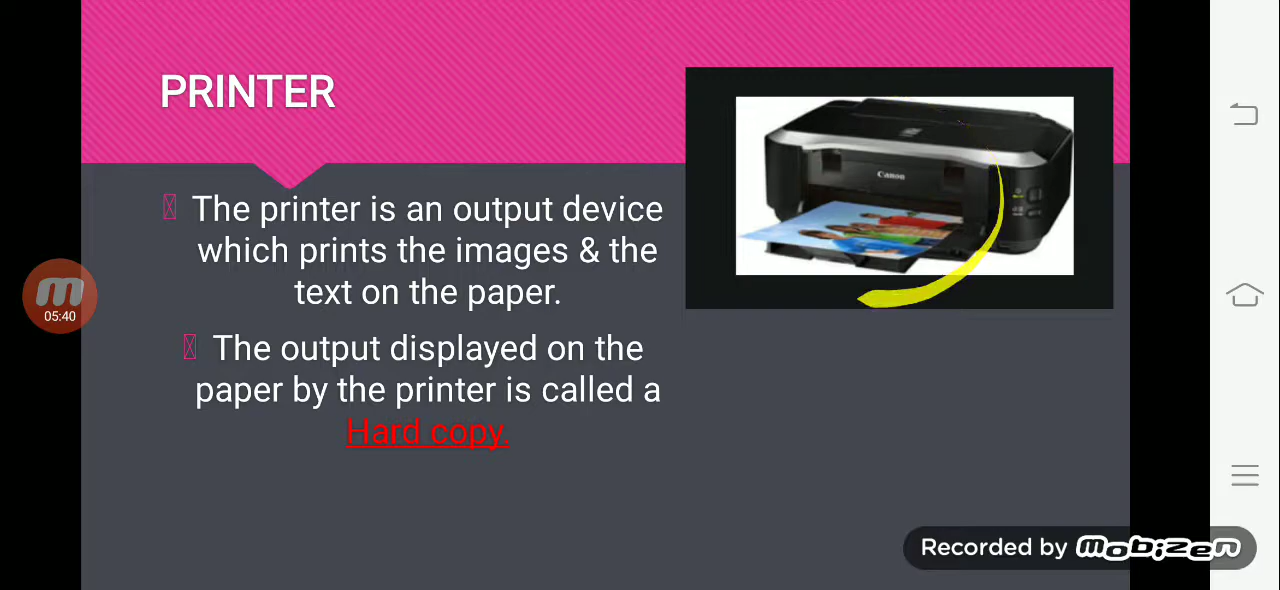 PRINTER
Canon
The printer is an output device
which prints the images & the
text on the paper.
The output displayed on the
paper by the printer is called a
Hard copy.
05:40
Recorded by mobizen